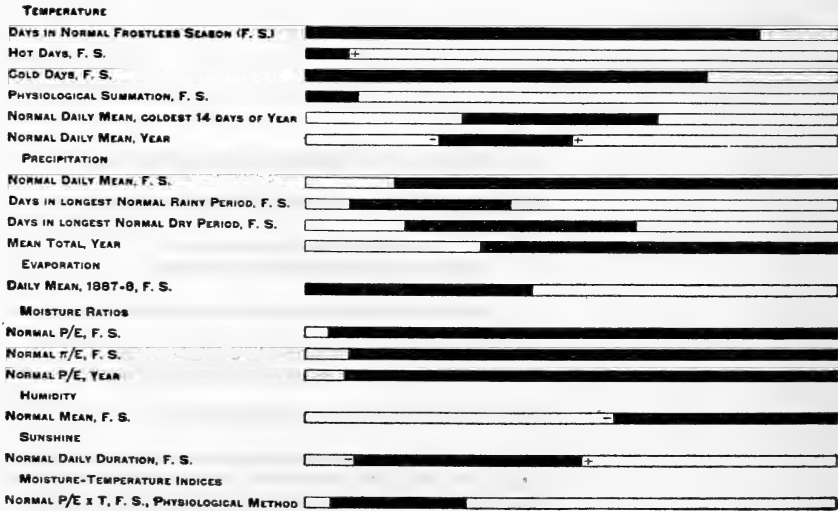 TEMPERATURE
DAYS IN NORMAL FROSTLESS SEASON (F. S.)
HOT DAYS, F. S. +
COLD DAYS, F. S.
PHYSIOLOGICAL SUMMATION, F. S.
NORMAL DAILY MEAN, COLDEST 14 DAYS OF YEAR
NORMAL DAILY MEAN, YEAR - +
PRECIPITATION
NORMAL DAILY MEAN, F. S.
DAYS IN LONGEST NORMAL RAINY PERIOD, F. S.
DAYS IN LONGEST NORMAL DRY PERIOD, F. S.
MEAN TOTAL, YEAR
EVAPORATION
DAILY MEAN, 1887-8, F. S.
MOISTURE RATIOS
NORMAL P/E, F. S.
NORMAL π/E, F. S.
NORMAL P/E, YEAR
HUMIDITY
NORMAL MEAN, F. S. -
SUNSHINE
NORMAL DAILY DURATION, F. S. - +
MOISTURE-TEMPERATURE INDICES
NORMAL P/E X T, F. S., PHYSIOLOGICAL METHOD